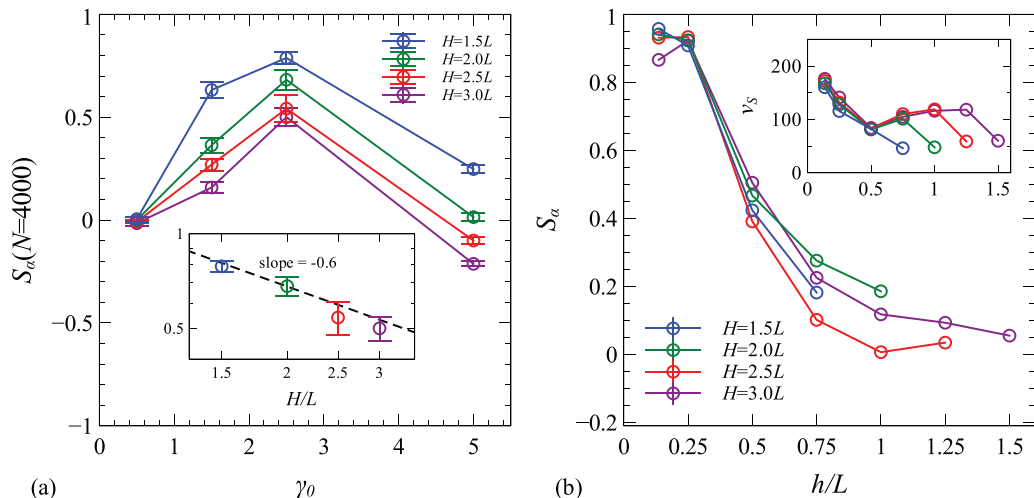 1
0.5
0
−0.5
−1
S_α(N=4000)
H=1.5L
H=2.0L
H=2.5L
H=3.0L
1
0.5
slope = -0.6
1.5 2 2.5 3
H/L
0 1 2 3 4 5
(a) γ_0
1
0.8
0.6
0.4
0.2
0
−0.2
S_α
200
100
0
v_S
0 0.5 1 1.5
H=1.5L
H=2.0L
H=2.5L
H=3.0L
0 0.25 0.5 0.75 1 1.25 1.5
(b) h/L